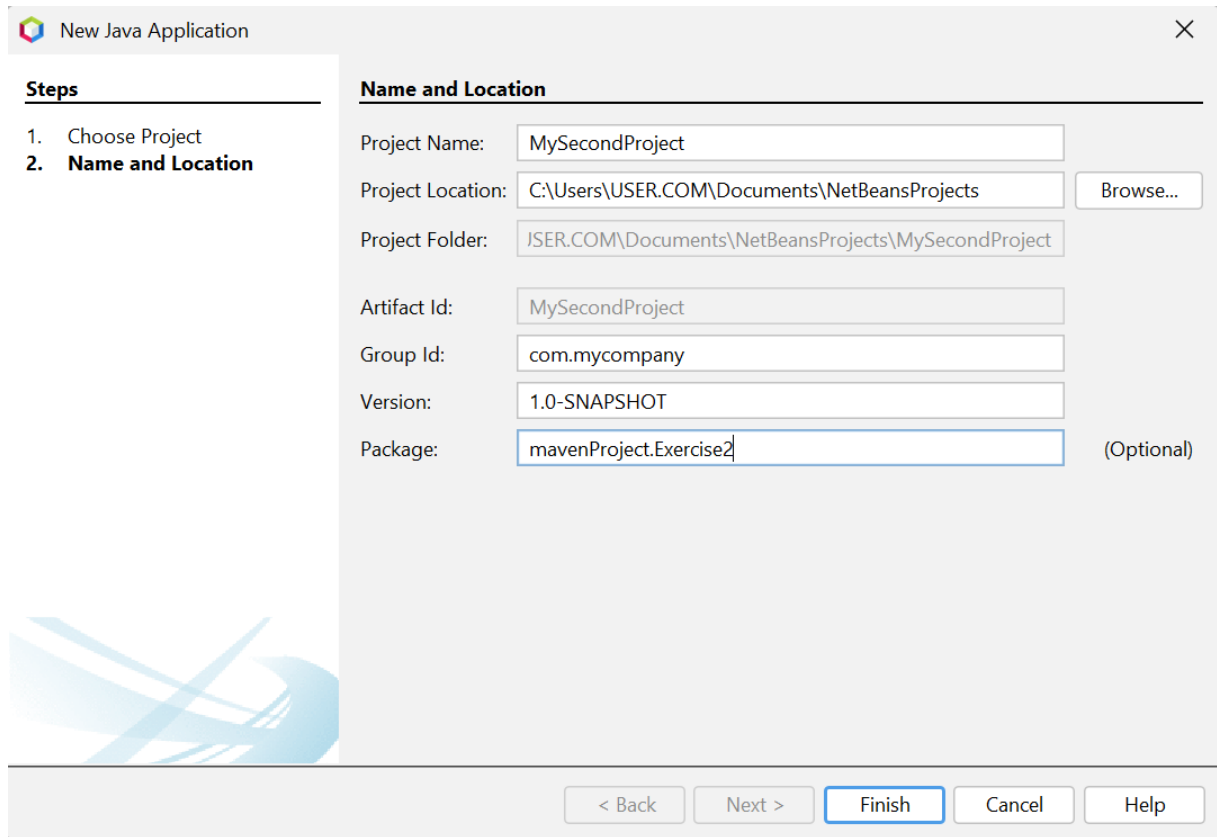 New Java Application
Steps
1. Choose Project
2. Name and Location
Name and Location
Project Name: MySecondProject
Project Location: C:\Users\USER.COM\Documents\NetBeansProjects Browse...
Project Folder: JSER.COM\Documents\NetBeansProjects\MySecondProject
Artifact Id: MySecondProject
Group Id: com.mycompany
Version: 1.0-SNAPSHOT
Package: mavenProject.Exercise2 (Optional)
< Back Next > Finish Cancel Help